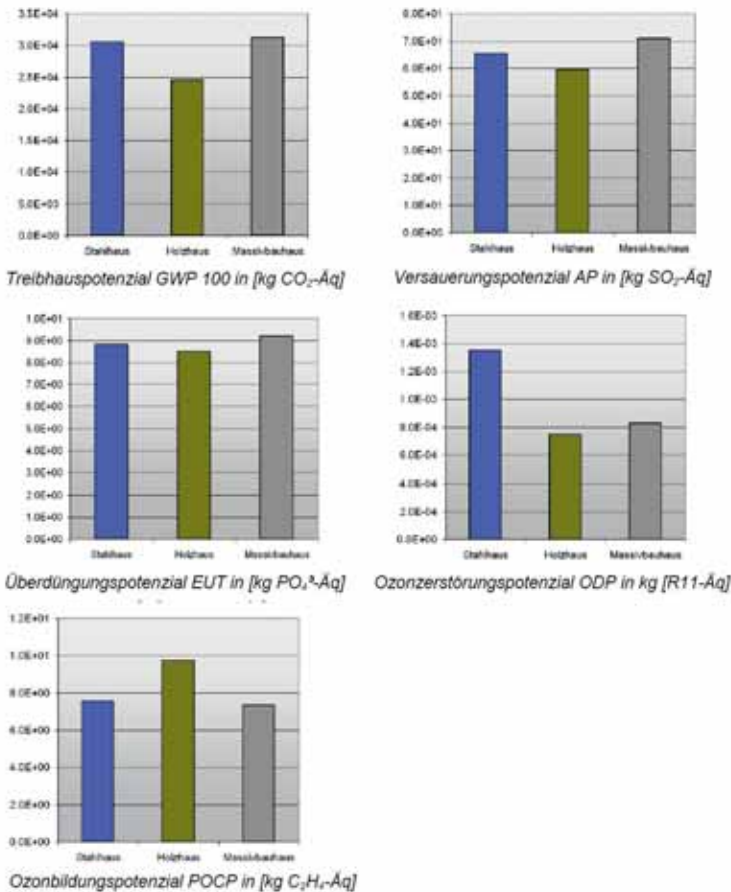 3.5E+04
3.0E+04
2.5E+04
2.0E+04
1.5E+04
1.0E+04
5.0E+03
0.0E+00
Stahlhaus Holzhaus Massivbauhaus
Treibhauspotenzial GWP 100 in [kg CO₂-Äq]
8.0E+01
7.0E+01
6.0E+01
5.0E+01
4.0E+01
3.0E+01
2.0E+01
1.0E+01
0.0E+00
Stahlhaus Holzhaus Massivbauhaus
Versauerungspotenzial AP in [kg SO₂-Äq]
1.0E+01
9.0E+00
8.0E+00
7.0E+00
6.0E+00
5.0E+00
4.0E+00
3.0E+00
2.0E+00
1.0E+00
0.0E+00
Stahlhaus Holzhaus Massivbauhaus
Überdüngungspotenzial EUT in [kg PO₄³-Äq]
1.6E-03
1.4E-03
1.2E-03
1.0E-03
8.0E-04
6.0E-04
4.0E-04
2.0E-04
0.0E+00
Stahlhaus Holzhaus Massivbauhaus
Ozonzerstörungspotenzial ODP in kg [R11-Äq]
1.2E+01
1.0E+01
8.0E+00
6.0E+00
4.0E+00
2.0E+00
0.0E+00
Stahlhaus Holzhaus Massivbauhaus
Ozonbildungspotenzial POCP in [kg C₂H₄-Äq]